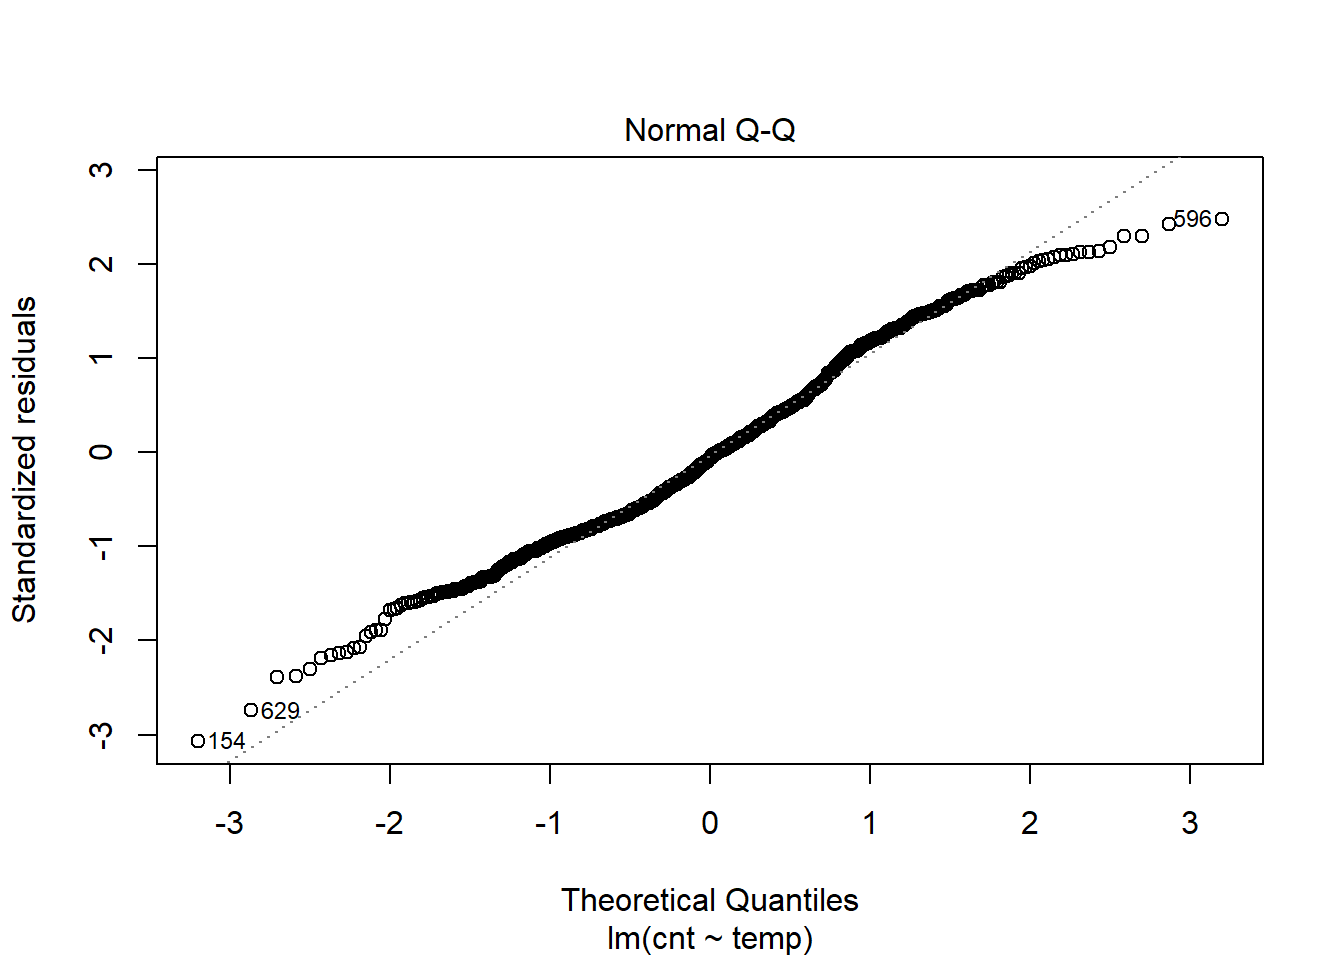 Normal Q-Q
Standardized residuals
3
2
1
0
-1
-2
-3
596
629
154
-3 -2 -1 0 1 2 3
Theoretical Quantiles
lm(cnt ~ temp)